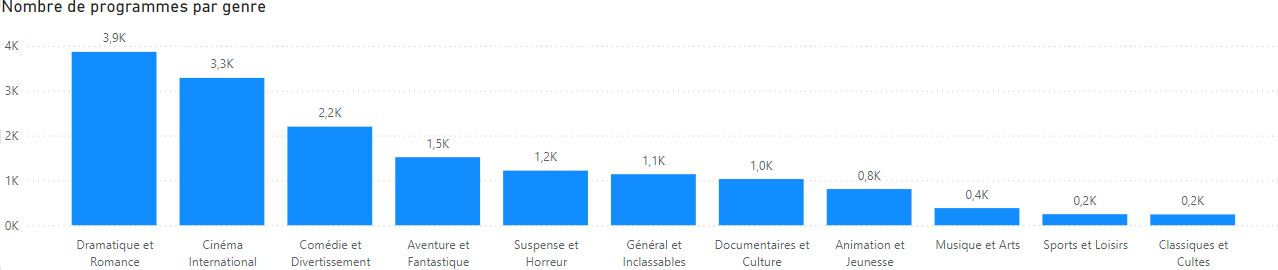 Nombre de programmes par genre
4K
3K
2K
1K
0K
3,9K
3,3K
2,2K
1,5K
1,2K
1,1K
1,0K
0,8K
0,4K
0,2K
0,2K
Dramatique et
Romance
Cinéma
International
Comédie et
Divertissement
Aventure et
Fantastique
Suspense et
Horreur
Général et
Inclassables
Documentaires et
Culture
Animation et
Jeunesse
Musique et Arts
Sports et Loisirs
Classiques et
Cultes